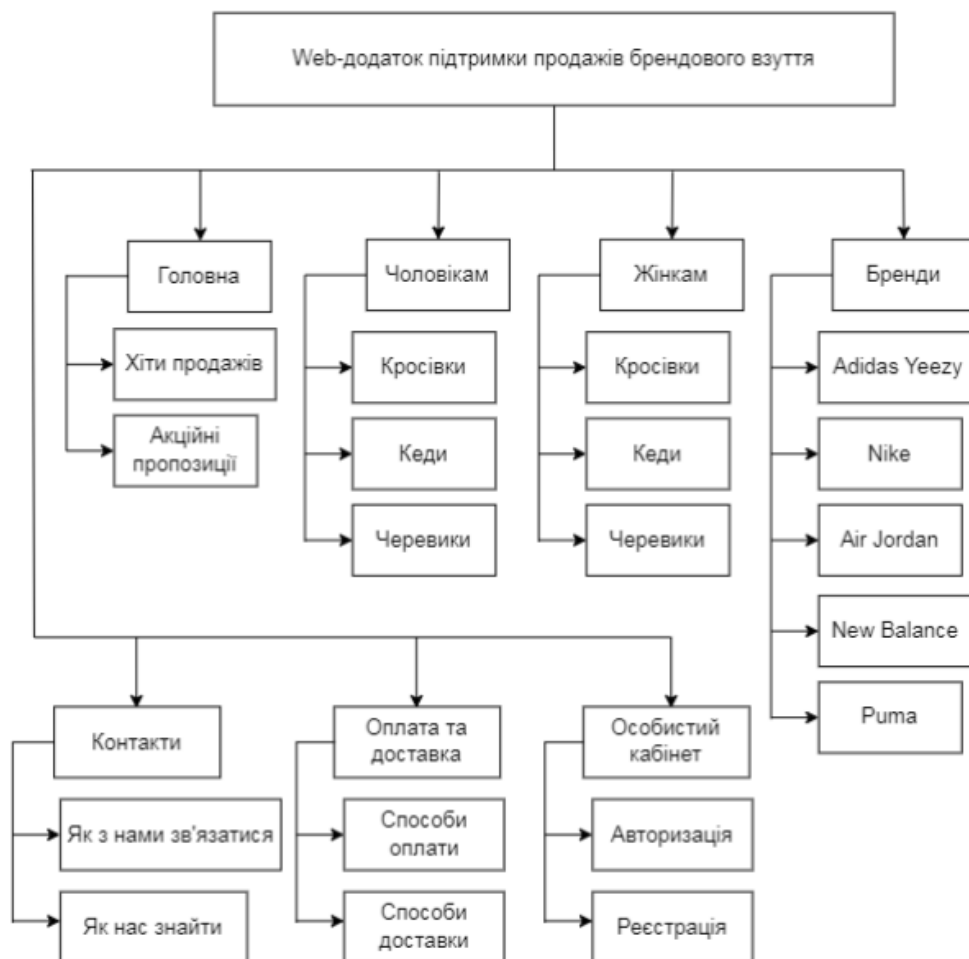 Web-додаток підтримки продажів брендового взуття
Головна
Чоловікам
Жінкам
Бренди
Хіти продажів
Кросівки
Кросівки
Adidas Yeezy
Акційні
пропозиції
Кеди
Кеди
Nike
Черевики
Черевики
Air Jordan
New Balance
Puma
Контакти
Оплата та
доставка
Особистий
кабінет
Як з нами зв'язатися
Способи
оплати
Авторизація
Як нас знайти
Способи
доставки
Реєстрація